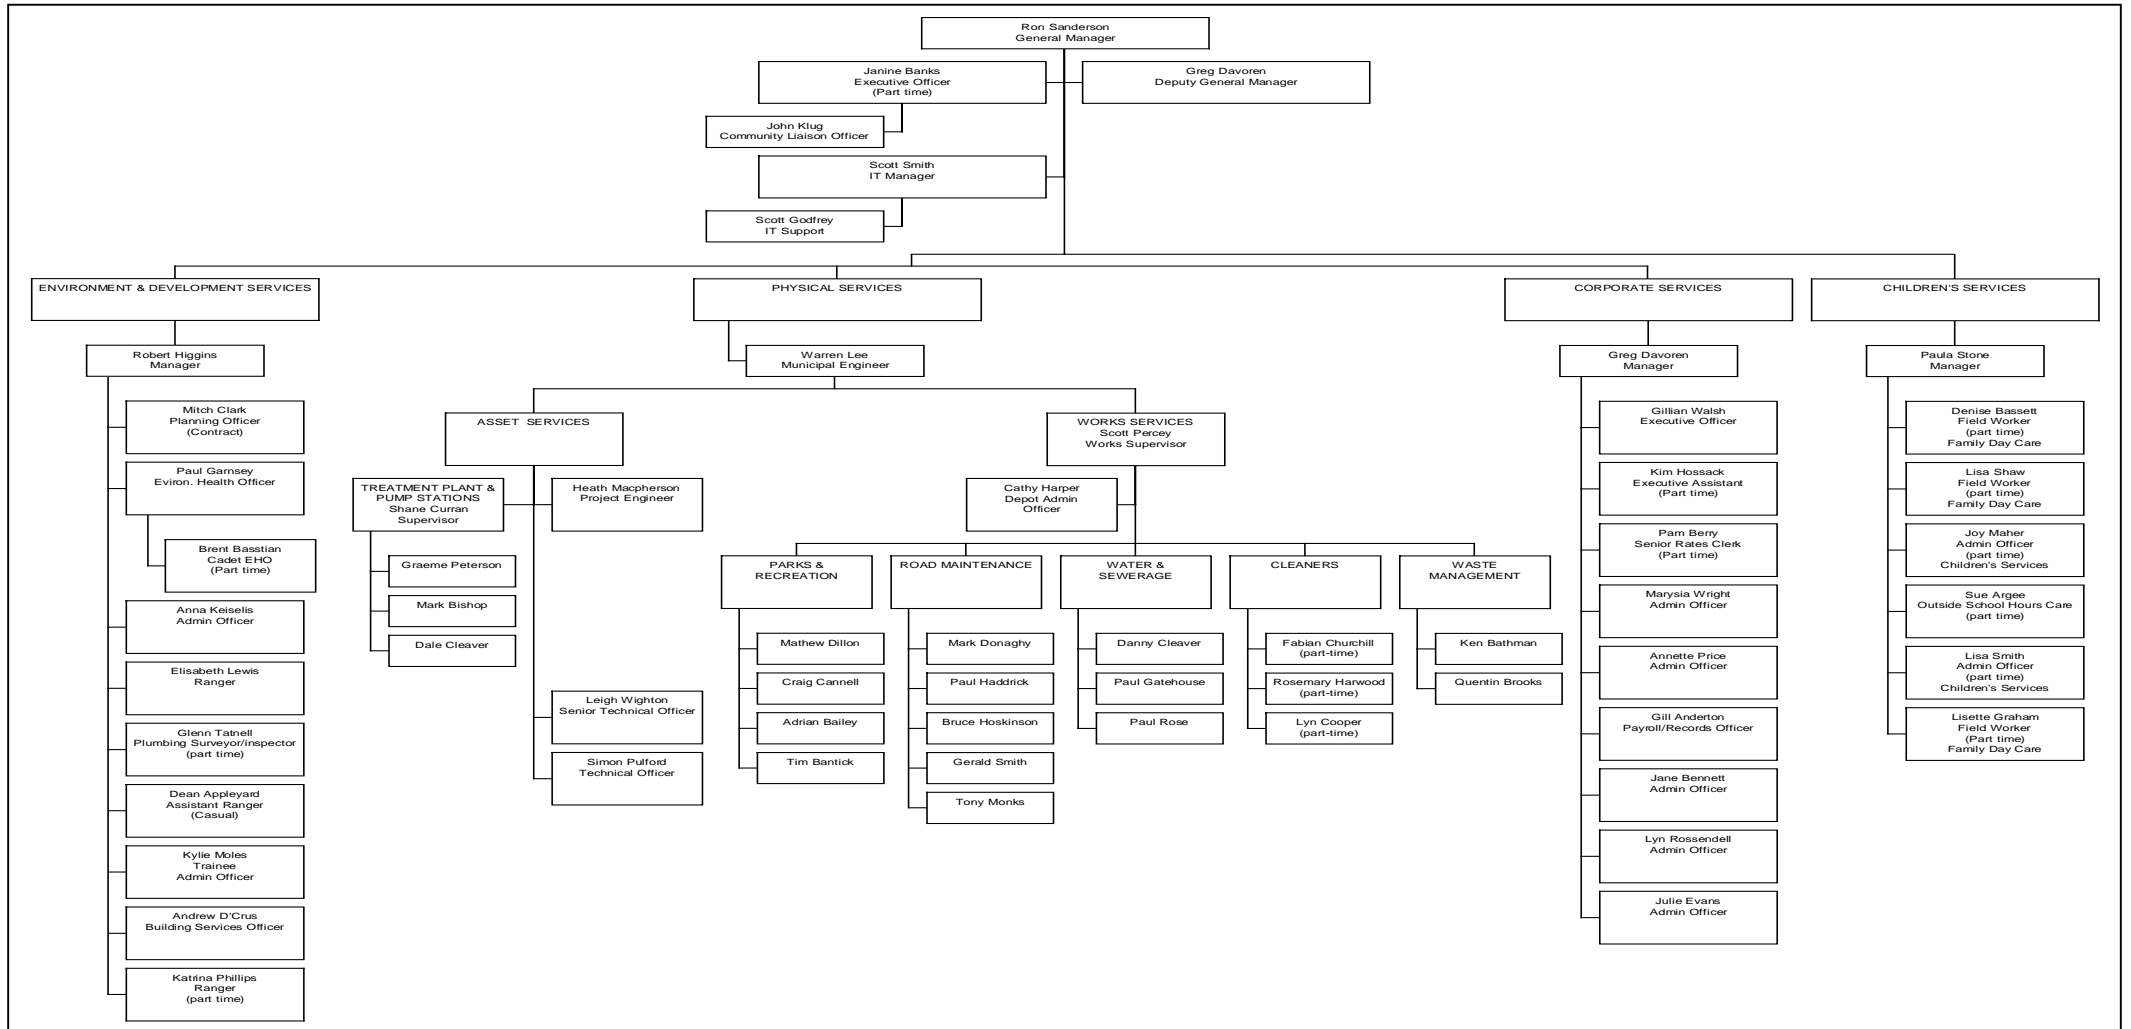 Ron Sanderson
General Manager
Janine Banks
Executive Officer
(Part time)
Greg Davoren
Deputy General Manager
John Klug
Community Liaison Officer
Scott Smith
IT Manager
Scott Godfrey
IT Support
ENVIRONMENT & DEVELOPMENT SERVICES
PHYSICAL SERVICES
CORPORATE SERVICES
CHILDREN'S SERVICES
Robert Higgins
Manager
Mitch Clark
Planning Officer
(Contract)
Paul Garnsey
Eviron. Health Officer
Brent Basstian
Cadet EHO
(Part time)
Anna Keiselis
Admin Officer
Elisabeth Lewis
Ranger
Glenn Tatnell
Plumbing Surveyor/inspector
(part time)
Dean Appleyard
Assistant Ranger
(Casual)
Kylie Moles
Trainee
Admin Officer
Andrew D'Crus
Building Services Officer
Katrina Phillips
Ranger
(part time)
Warren Lee
Municipal Engineer
ASSET SERVICES
TREATMENT PLANT &
PUMP STATIONS
Shane Curran
Supervisor
Heath Macpherson
Project Engineer
Graeme Peterson
Mark Bishop
Dale Cleaver
Leigh Wighton
Senior Technical Officer
Simon Pulford
Technical Officer
WORKS SERVICES
Scott Percey
Works Supervisor
Cathy Harper
Depot Admin
Officer
PARKS &
RECREATION
Mathew Dillon
Craig Cannell
Adrian Bailey
Tim Bantick
ROAD MAINTENANCE
Mark Donaghy
Paul Haddrick
Bruce Hoskinson
Gerald Smith
Tony Monks
WATER &
SEWERAGE
Danny Cleaver
Paul Gatehouse
Paul Rose
CLEANERS
Fabian Churchill
(part-time)
Rosemary Harwood
(part-time)
Lyn Cooper
(part-time)
WASTE
MANAGEMENT
Ken Bathman
Quentin Brooks
Greg Davoren
Manager
Gillian Walsh
Executive Officer
Kim Hossack
Executive Assistant
(Part time)
Pam Berry
Senior Rates Clerk
(Part time)
Marysia Wright
Admin Officer
Annette Price
Admin Officer
Gill Anderton
Payroll/Records Officer
Jane Bennett
Admin Officer
Lyn Rossendell
Admin Officer
Julie Evans
Admin Officer
Paula Stone
Manager
Denise Bassett
Field Worker
(part time)
Family Day Care
Lisa Shaw
Field Worker
(part time)
Family Day Care
Joy Maher
Admin Officer
(part time)
Children's Services
Sue Argee
Outside School Hours Care
(part time)
Lisa Smith
Admin Officer
(part time)
Children's Services
Lisette Graham
Field Worker
(Part time)
Family Day Care